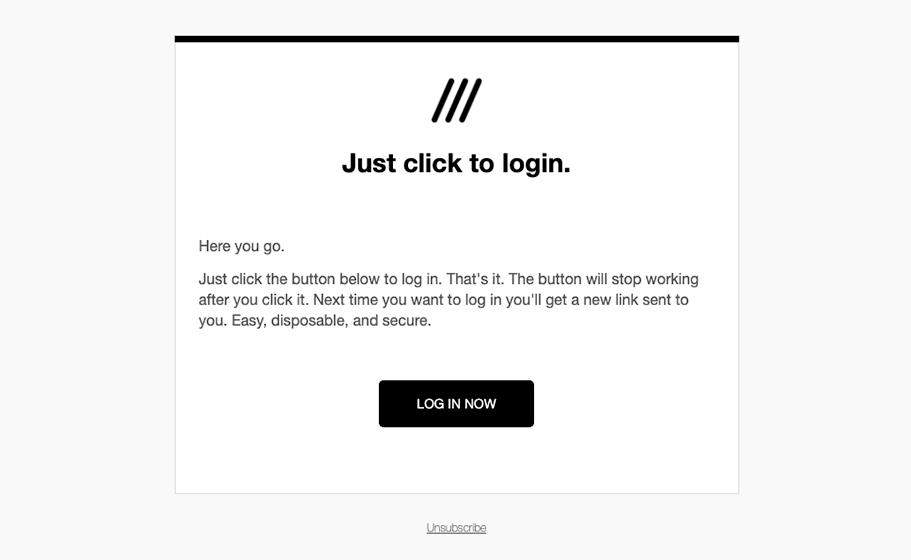 Just click to login.
Here you go.
Just click the button below to log in. That's it. The button will stop working
after you click it. Next time you want to log in you'll get a new link sent to
you. Easy, disposable, and secure.
LOG IN NOW
Unsubscribe